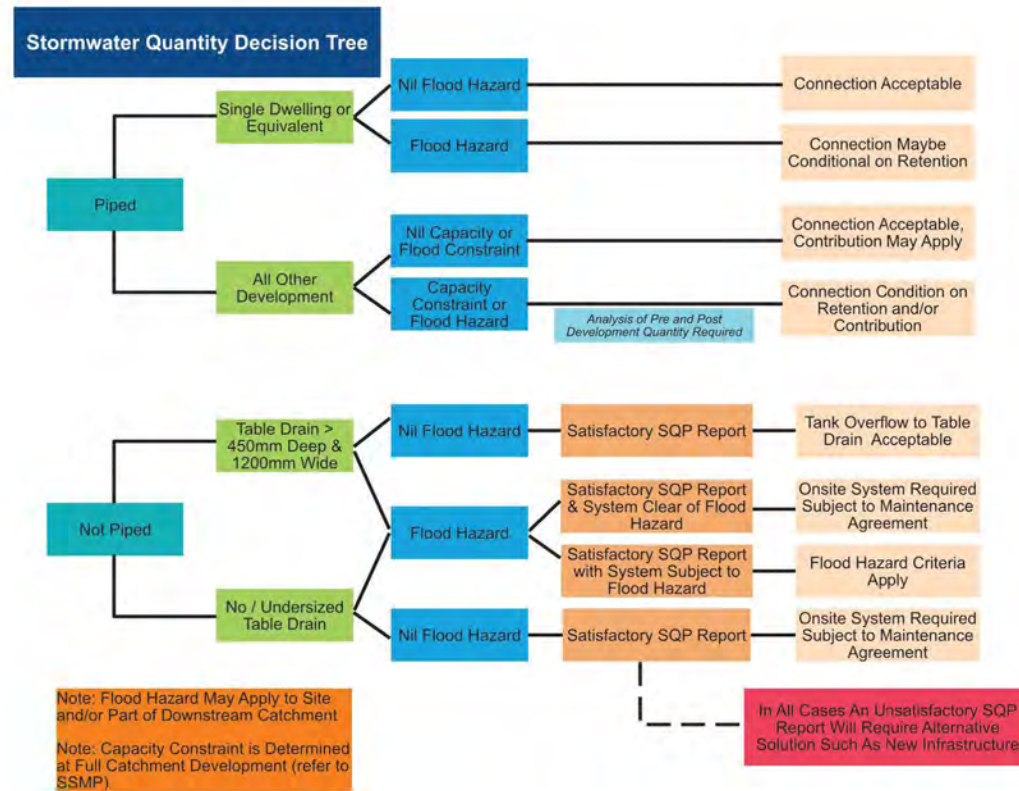 Stormwater Quantity Decision Tree
Piped
Single Dwelling or
Equivalent
Nil Flood Hazard
Connection Acceptable
Flood Hazard
Connection Maybe
Conditional on Retention
All Other
Development
Nil Capacity or
Flood Constraint
Connection Acceptable,
Contribution May Apply
Capacity
Constraint or
Flood Hazard
Analysis of Pre and Post
Development Quantity Required
Connection Condition on
Retention and/or
Contribution
Not Piped
Table Drain >
450mm Deep &
1200mm Wide
Nil Flood Hazard
Satisfactory SQP Report
Tank Overflow to Table
Drain Acceptable
Flood Hazard
Satisfactory SQP Report
& System Clear of Flood
Hazard
Onsite System Required
Subject to Maintenance
Agreement
Satisfactory SQP Report
with System Subject to
Flood Hazard
Flood Hazard Criteria
Apply
No / Undersized
Table Drain
Nil Flood Hazard
Satisfactory SQP Report
Onsite System Required
Subject to Maintenance
Agreement
Note: Flood Hazard May Apply to Site
and/or Part of Downstream Catchment
Note: Capacity Constraint is Determined
at Full Catchment Development (refer to
SSMP)
In All Cases An Unsatisfactory SQP
Report Will Require Alternative
Solution Such As New Infrastructure